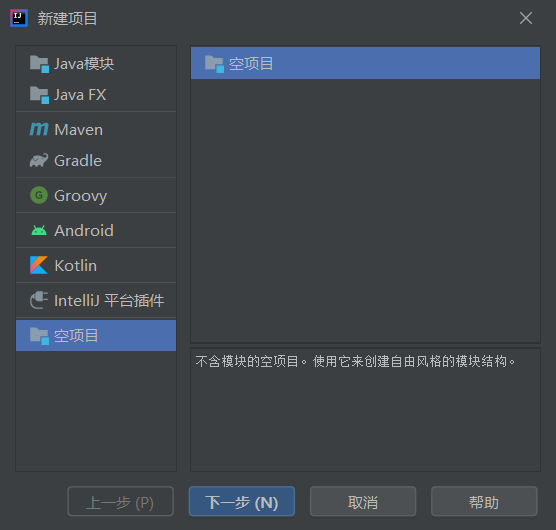 新建项目
Java模块
Java FX
Maven
Gradle
Groovy
Android
Kotlin
IntelliJ 平台插件
空项目
空项目
不含模块的空项目。使用它来创建自由风格的模块结构。
上一步 (P)
下一步 (N)
取消
帮助